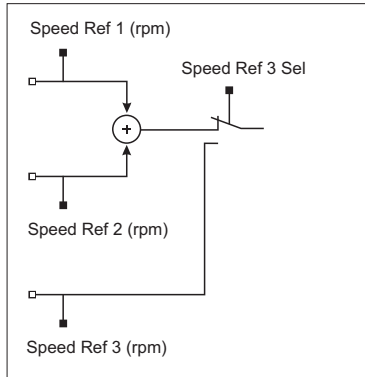 Speed Ref 1 (rpm)
Speed Ref 3 Sel
+
Speed Ref 2 (rpm)
Speed Ref 3 (rpm)